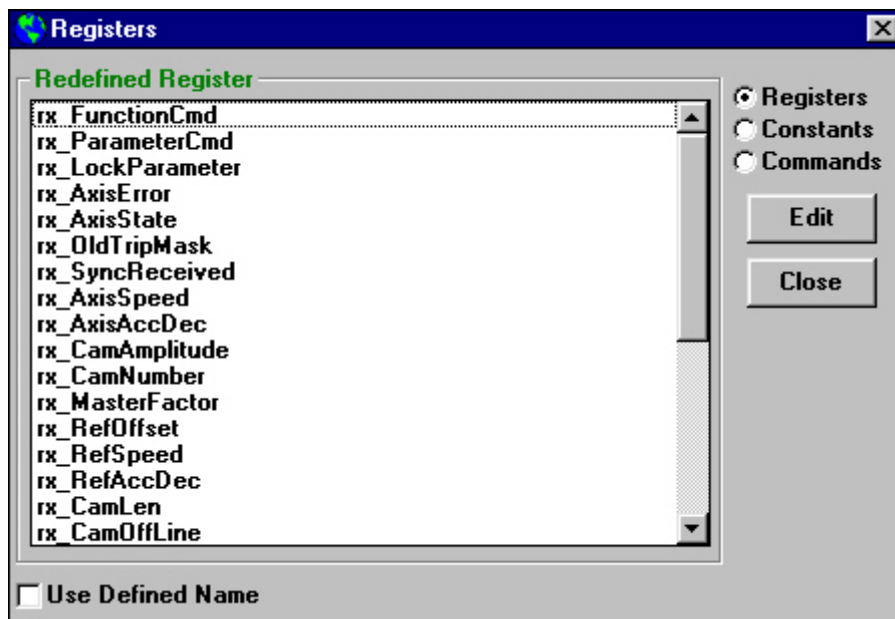 Registers
Redefined Register
rx_FunctionCmd
rx_ParameterCmd
rx_LockParameter
rx_AxisError
rx_AxisState
rx_OldTripMask
rx_SyncReceived
rx_AxisSpeed
rx_AxisAccDec
rx_CamAmplitude
rx_CamNumber
rx_MasterFactor
rx_RefOffset
rx_RefSpeed
rx_RefAccDec
rx_CamLen
rx_CamOffLine
Registers
Constants
Commands
Edit
Close
Use Defined Name